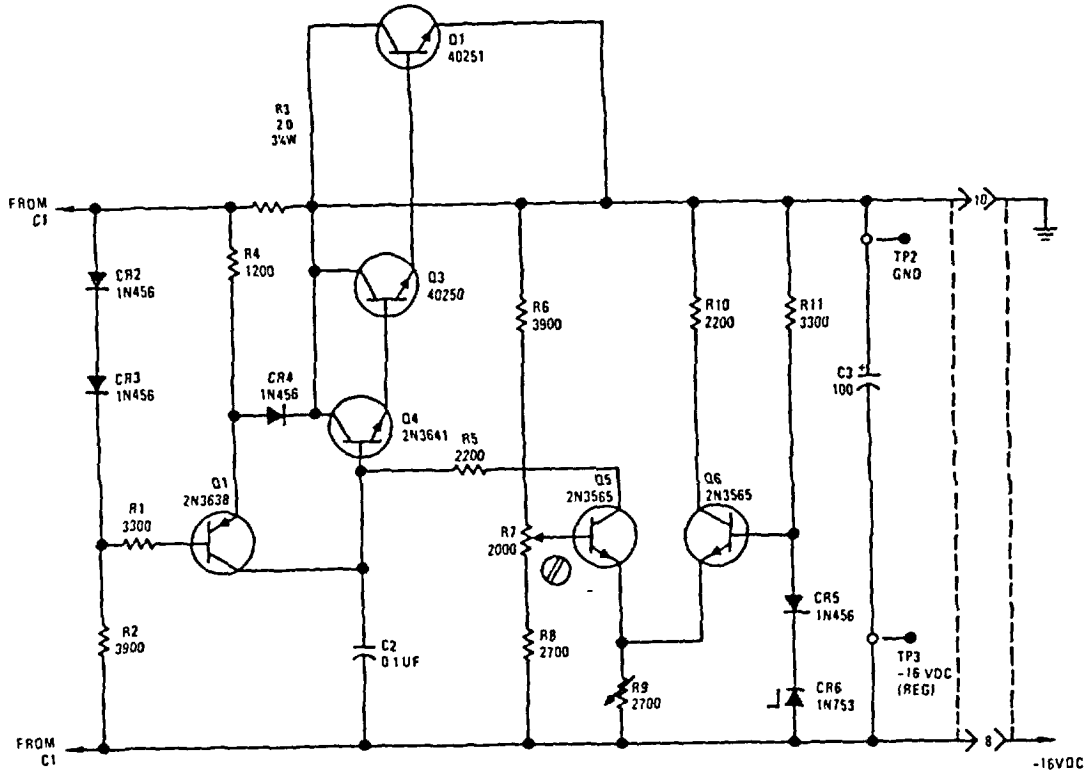 Q1
40251
R3
2.0
3¼W
FROM
C1
10
CR2
1N456
R4
1200
TP2
GND
Q3
40250
R6
3900
R10
2200
R11
3300
CR3
1N456
CR4
1N456
C3
+
100
Q4
2N3641
R5
2200
Q1
2N3638
Q5
2N3565
Q6
2N3565
R1
3300
R7
2000
CR5
1N456
R2
3900
C2
0.1UF
R8
2700
R9
2700
TP3
-16 VDC
(REG)
CR6
1N753
FROM
C1
8
-16VDC